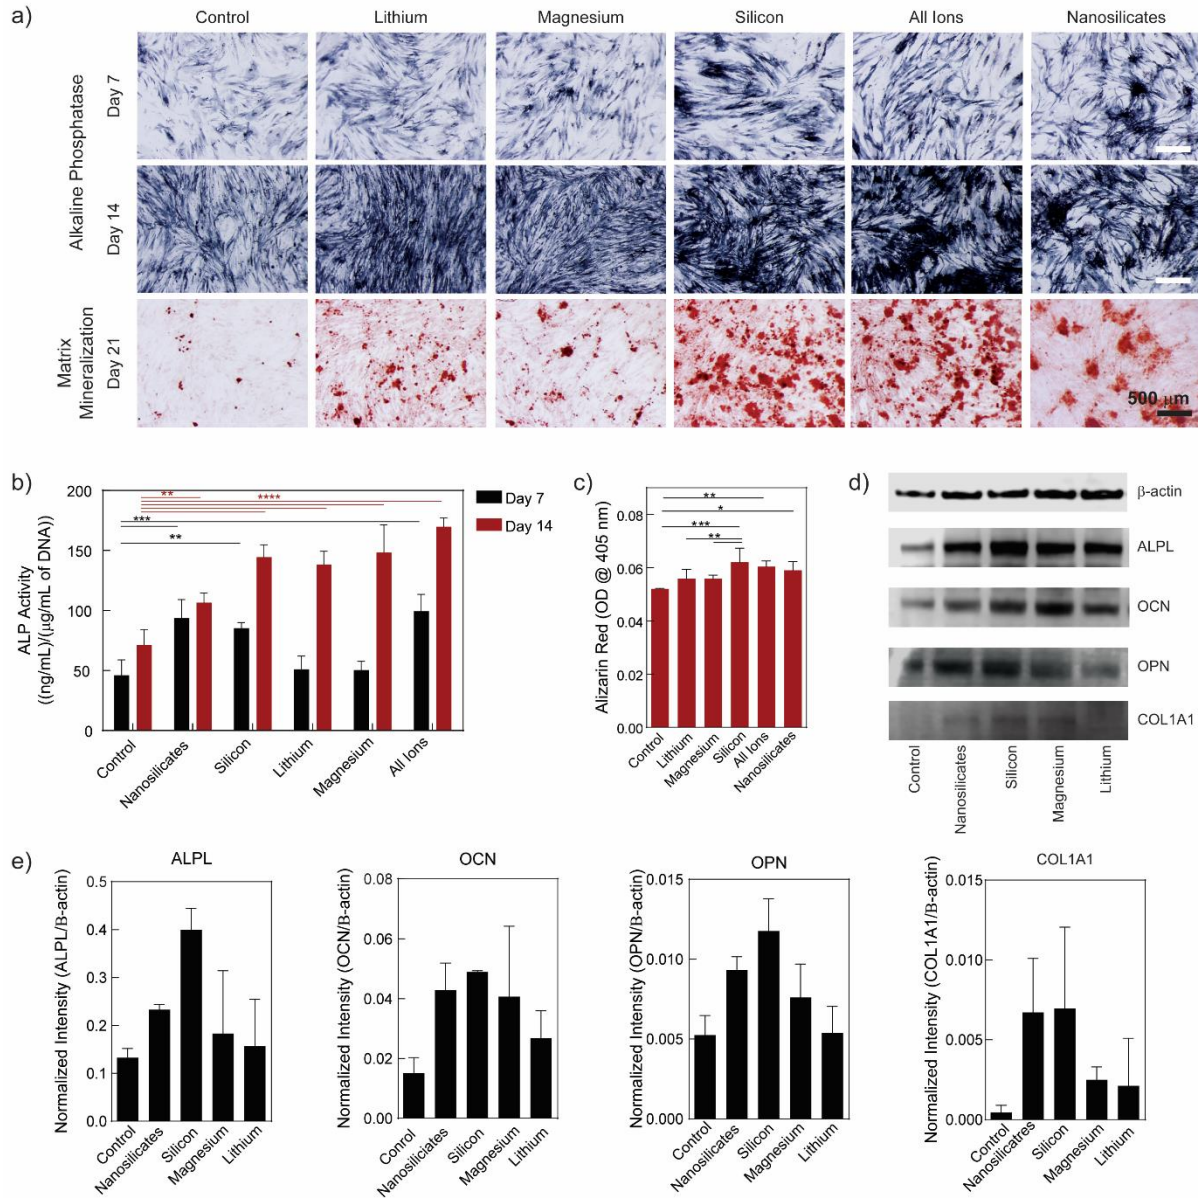 a)
Control
Lithium
Magnesium
Silicon
All Ions
Nanosilicates
Alkaline Phosphatase
Day 7
Day 14
Matrix
Mineralization
Day 21
500 μm
b)
ALP Activity
((ng/mL)/(μg/mL of DNA))
200
150
100
50
0
**
****
***
**
Day 7
Day 14
Control
Nanosilicates
Silicon
Lithium
Magnesium
All Ions
c)
Alizarin Red (OD @ 405 nm)
0.08
0.06
0.04
0.02
0.00
**
*
***
**
Control
Lithium
Magnesium
Silicon
All Ions
Nanosilicates
d)
β-actin
ALPL
OCN
OPN
COL1A1
Control
Nanosilicates
Silicon
Magnesium
Lithium
e)
ALPL
Normalized Intensity (ALPL/B-actin)
0.5
0.4
0.3
0.2
0.1
0.0
Control
Nanosilicates
Silicon
Magnesium
Lithium
OCN
Normalized Intensity (OCN/B-actin)
0.08
0.06
0.04
0.02
0.00
Control
Nanosiliciates
Silicon
Magnesium
Lithium
OPN
Normalized Intensity (OPN/B-actin)
0.015
0.010
0.005
0.000
Control
Nanosilicates
Silicon
Magnesium
Lithium
COL1A1
Normalized Intensity (COL1A1/B-actin)
0.015
0.010
0.005
0.000
Control
Nanosilicatres
Silicon
Magnesium
Lithium